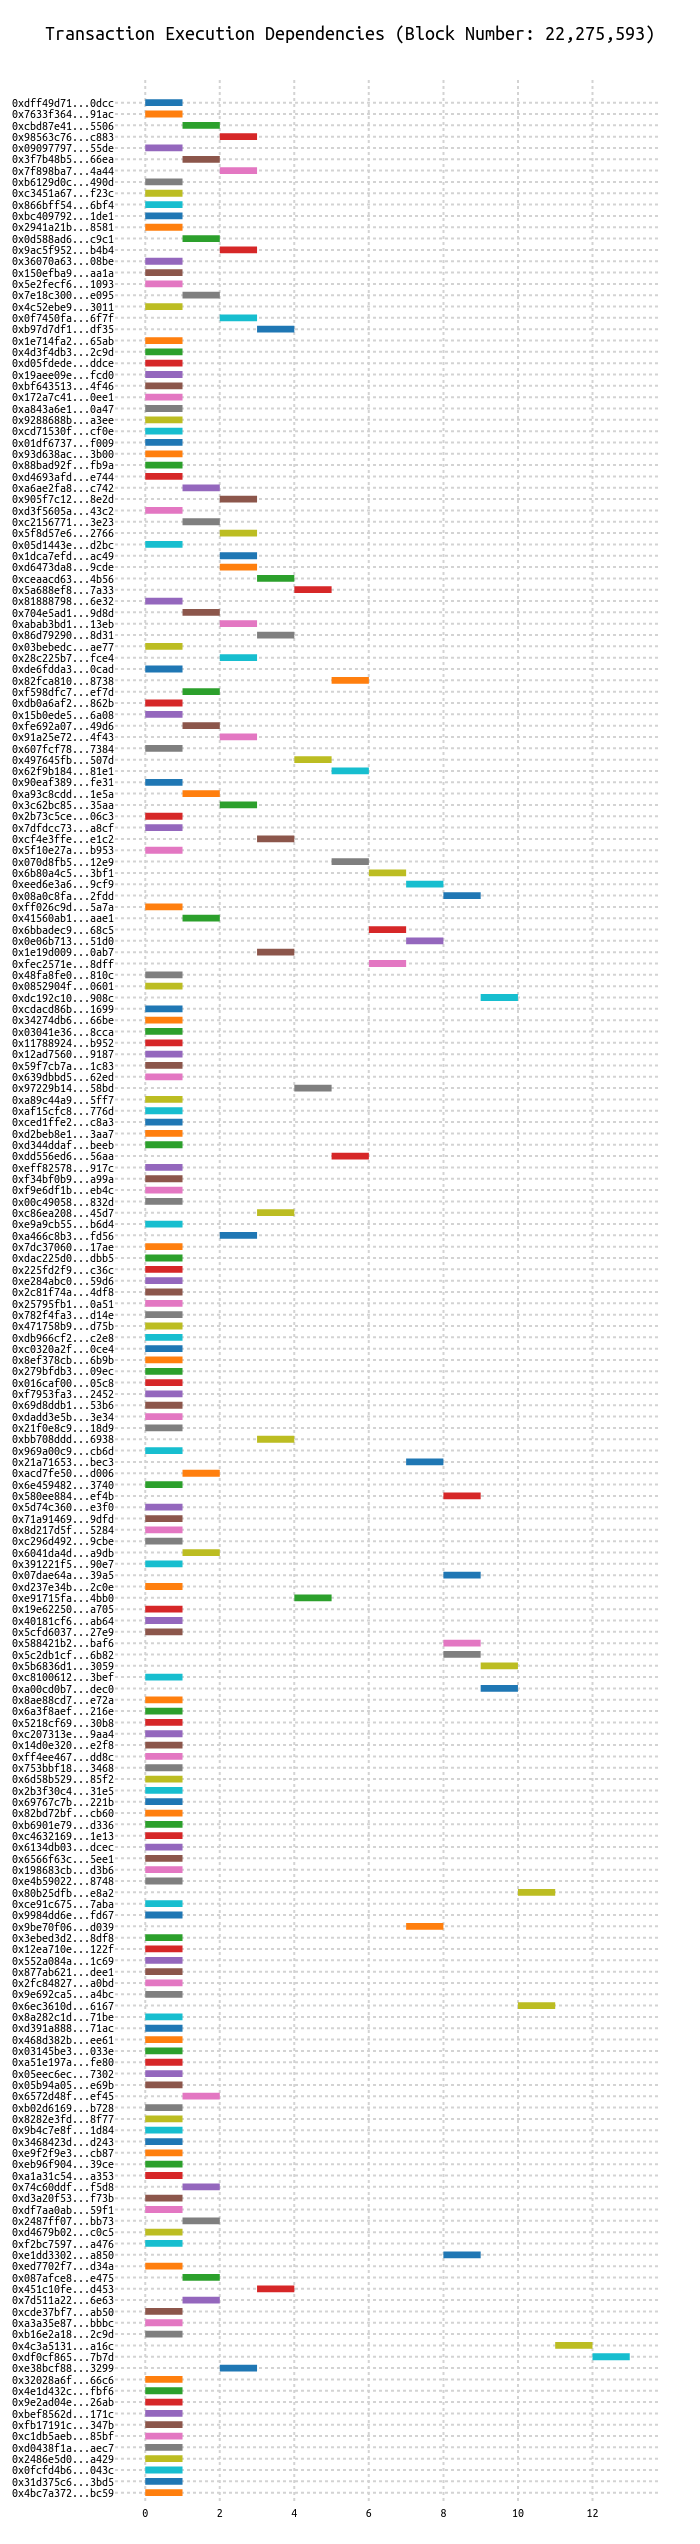 Transaction Execution Dependencies (Block Number: 22,275,593)
0xdff49d71...0dcc
0x7633f364...91ac
0xcbd87e41...5506
0x98563c76...c883
0x09097797...55de
0x3f7b48b5...66ea
0x7f898ba7...4a44
0xb6129d0c...490d
0xc3451a67...f23c
0x866bff54...6bf4
0xbc409792...1de1
0x2941a21b...8581
0x0d588ad6...c9c1
0x9ac5f952...b4b4
0x36070a63...08be
0x150efba9...aa1a
0x5e2fecf6...1093
0x7e18c300...e095
0x4c52ebe9...3011
0x0f7450fa...6f7f
0xb97d7df1...df35
0x1e714fa2...65ab
0x4d3f4db3...2c9d
0xd05fdede...ddce
0x19aee09e...fcd0
0xbf643513...4f46
0x172a7c41...0ee1
0xa843a6e1...0a47
0x9288688b...a3ee
0xcd71530f...cf0e
0x01df6737...f009
0x93d638ac...3b00
0x88bad92f...fb9a
0xd4693afd...e744
0xa6ae2fa8...c742
0x905f7c12...8e2d
0xd3f5605a...43c2
0xc2156771...3e23
0x5f8d57e6...2766
0x05d1443e...d2bc
0x1dca7efd...ac49
0xd6473da8...9cde
0xceaacd63...4b56
0x5a688ef8...7a33
0x81888798...6e32
0x704e5ad1...9d8d
0xabab3bd1...13eb
0x86d79290...8d31
0x03bebedc...ae77
0x28c225b7...fce4
0xde6fdda3...0cad
0x82fca810...8738
0xf598dfc7...ef7d
0xdb0a6af2...862b
0x15b0ede5...6a08
0xfe692a07...49d6
0x91a25e72...4f43
0x607fcf78...7384
0x497645fb...507d
0x62f9b184...81e1
0x90eaf389...fe31
0xa93c8cdd...1e5a
0x3c62bc85...35aa
0x2b73c5ce...06c3
0x7dfdcc73...a8cf
0xcf4e3ffe...e1c2
0x5f10e27a...b953
0x070d8fb5...12e9
0x6b80a4c5...3bf1
0xeed6e3a6...9cf9
0x08a0c8fa...2fdd
0xff026c9d...5a7a
0x41560ab1...aae1
0x6bbadec9...68c5
0x0e06b713...51d0
0x1e19d009...0ab7
0xfec2571e...8dff
0x48fa8fe0...810c
0x0852904f...0601
0xdc192c10...908c
0xcdacd86b...1699
0x34274db6...66be
0x03041e36...8cca
0x11788924...b952
0x12ad7560...9187
0x59f7cb7a...1c83
0x639dbbd5...62ed
0x97229b14...58bd
0xa89c44a9...5ff7
0xaf15cfc8...776d
0xced1ffe2...c8a3
0xd2beb8e1...3aa7
0xd344ddaf...beeb
0xdd556ed6...56aa
0xeff82578...917c
0xf34bf0b9...a99a
0xf9e6df1b...eb4c
0x00c49058...832d
0xc86ea208...45d7
0xe9a9cb55...b6d4
0xa466c8b3...fd56
0x7dc37060...17ae
0xdac225d0...dbb5
0x225fd2f9...c36c
0xe284abc0...59d6
0x2c81f74a...4df8
0x25795fb1...0a51
0x782f4fa3...d14e
0x471758b9...d75b
0xdb966cf2...c2e8
0xc0320a2f...0ce4
0x8ef378cb...6b9b
0x279bfdb3...09ec
0x016caf00...05c8
0xf7953fa3...2452
0x69d8ddb1...53b6
0xdadd3e5b...3e34
0x21f0e8c9...18d9
0xbb708ddd...6938
0x969a00c9...cb6d
0x21a71653...bec3
0xacd7fe50...d006
0x6e459482...3740
0x580ee884...ef4b
0x5d74c360...e3f0
0x71a91469...9dfd
0x8d217d5f...5284
0xc296d492...9cbe
0x6041da4d...a9db
0x391221f5...90e7
0x07dae64a...39a5
0xd237e34b...2c0e
0xe91715fa...4bb0
0x19e62250...a705
0x40181cf6...ab64
0x5cfd6037...27e9
0x588421b2...baf6
0x5c2db1cf...6b82
0x5b6836d1...3059
0xc8100612...3bef
0xa00cd0b7...dec0
0x8ae88cd7...e72a
0x6a3f8aef...216e
0x5218cf69...30b8
0xc207313e...9aa4
0x14d0e320...e2f8
0xff4ee467...dd8c
0x753bbf18...3468
0x6d58b529...85f2
0x2b3f30c4...31e5
0x69767c7b...221b
0x82bd72bf...cb60
0xb6901e79...d336
0xc4632169...1e13
0x6134db03...dcec
0x6566f63c...5ee1
0x198683cb...d3b6
0xe4b59022...8748
0x80b25dfb...e8a2
0xce91c675...7aba
0x9984dd6e...fd67
0x9be70f06...d039
0x3ebed3d2...8df8
0x12ea710e...122f
0x552a084a...1c69
0x877ab621...dee1
0x2fc84827...a0bd
0x9e692ca5...a4bc
0x6ec3610d...6167
0x8a282c1d...71be
0xd391a888...71ac
0x468d382b...ee61
0x03145be3...033e
0xa51e197a...fe80
0x05eec6ec...7302
0x05b94a05...e69b
0x6572d48f...ef45
0xb02d6169...b728
0x8282e3fd...8f77
0x9b4c7e8f...1d84
0x3468423d...d243
0xe9f2f9e3...cb87
0xeb96f904...39ce
0xa1a31c54...a353
0x74c60ddf...f5d8
0xd3a20f53...f73b
0xdf7aa0ab...59f1
0x2487ff07...bb73
0xd4679b02...c0c5
0xf2bc7597...a476
0xe1dd3302...a850
0xed7702f7...d34a
0x087afce8...e475
0x451c10fe...d453
0x7d511a22...6e63
0xcde37bf7...ab50
0xa3a35e87...bbbc
0xb16e2a18...2c9d
0x4c3a5131...a16c
0xdf0cf865...7b7d
0xe38bcf88...3299
0x32028a6f...66c6
0x4e1d432c...fbf6
0x9e2ad04e...26ab
0xbef8562d...171c
0xfb17191c...347b
0xc1db5aeb...85bf
0xd0438f1a...aec7
0x2486e5d0...a429
0x0fcfd4b6...043c
0x31d375c6...3bd5
0x4bc7a372...bc59
0 2 4 6 8 10 12